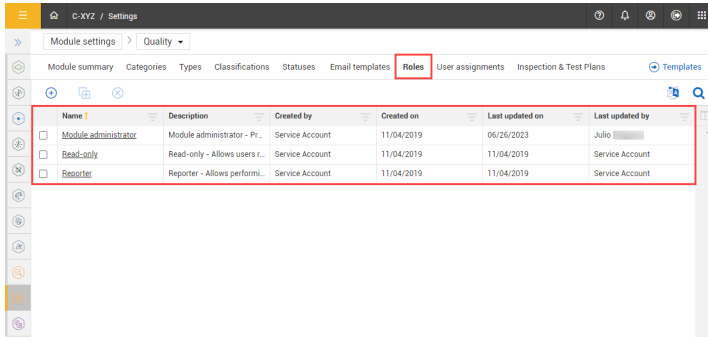 C-XYZ / Settings
Module settings > Quality
Module summary Categories Types Classifications Statuses Email templates Roles User assignments Inspection & Test Plans Templates
Name Description Created by Created on Last updated on Last updated by
Module administrator Module administrator - Pr... Service Account 11/04/2019 06/26/2023 Julio
Read-only Read-only - Allows users r... Service Account 11/04/2019 11/04/2019 Service Account
Reporter Reporter - Allows performi... Service Account 11/04/2019 11/04/2019 Service Account